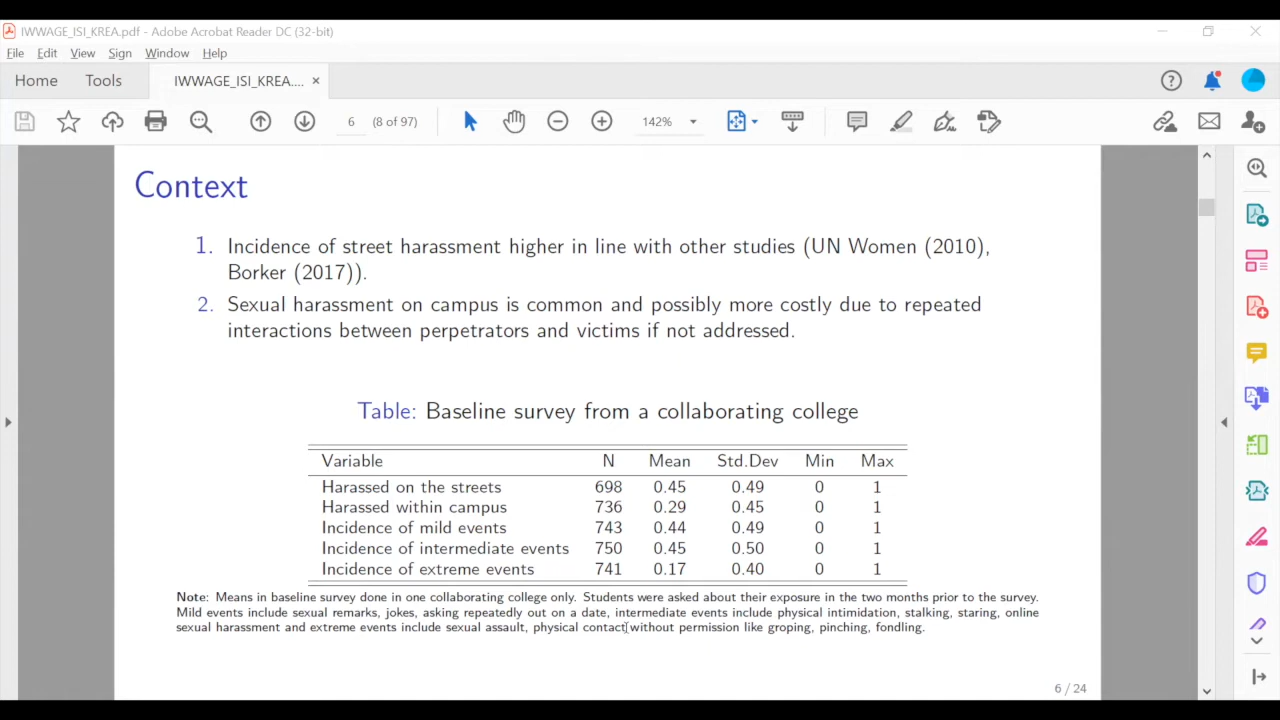 IWWAGE_ISI_KREA.pdf - Adobe Acrobat Reader DC (32-bit)
File Edit View Window Help
Home Tools IWWAGE_ISI_KREA.... ×
6 (8 of 97) 142%
Context
1. Incidence of street harassment higher in line with other studies (UN Women (2010),
Borker (2017)).
2. Sexual harassment on campus is common and possibly more costly due to repeated
interactions between perpetrators and victims if not addressed.
Table: Baseline survey from a collaborating college
Variable N Mean Std.Dev Min Max
Harassed on the streets 698 0.45 0.49 0 1
Harassed within campus 736 0.29 0.45 0 1
Incidence of mild events 743 0.44 0.49 0 1
Incidence of intermediate events 750 0.45 0.50 0 1
Incidence of extreme events 741 0.17 0.40 0 1
Note: Means in baseline survey done in one collaborating college only. Students were asked about their exposure in the two months prior to the survey.
Mild events include sexual remarks, jokes, asking repeatedly out on a date, intermediate events include physical intimidation, stalking, staring, online
sexual harassment and extreme events include sexual assault, physical contact without permission like groping, pinching, fondling.
6 / 24